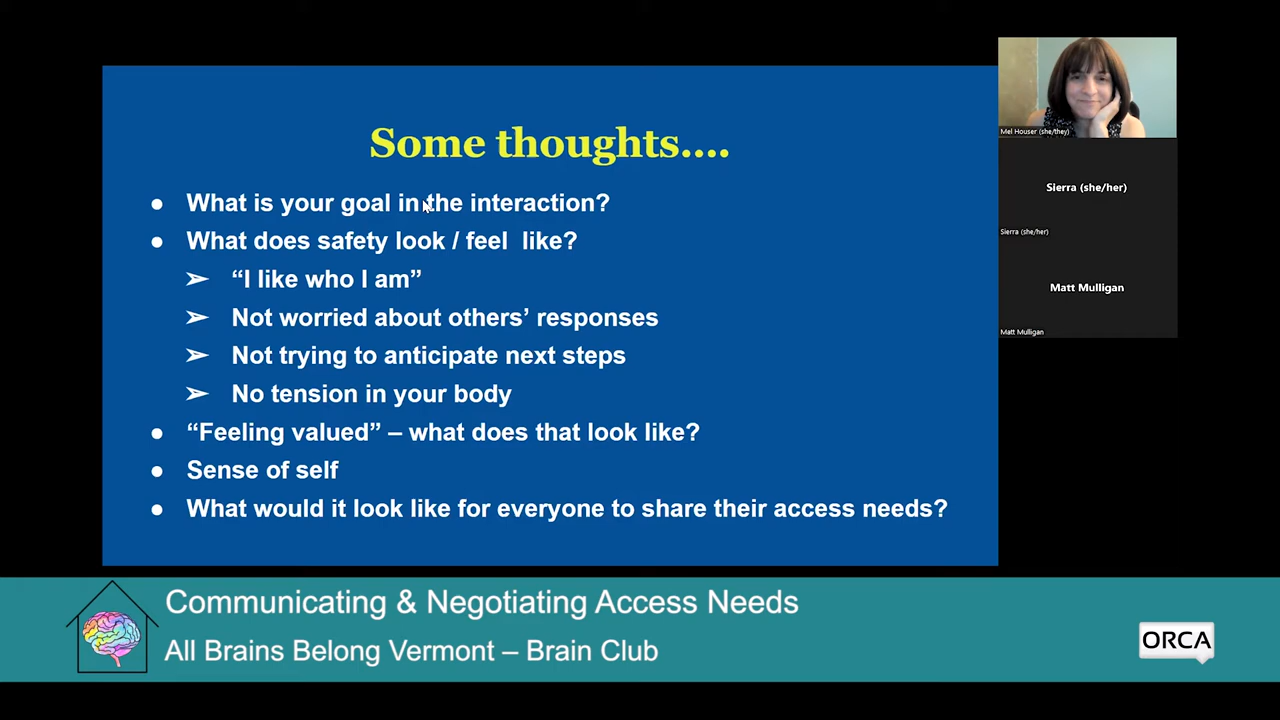 Some thoughts....
● What is your goal in the interaction?
● What does safety look / feel like?
➢ “I like who I am”
➢ Not worried about others’ responses
➢ Not trying to anticipate next steps
➢ No tension in your body
● “Feeling valued” – what does that look like?
● Sense of self
● What would it look like for everyone to share their access needs?
Mel Houser (she/they)
Sierra (she/her)
Sierra (she/her)
Matt Mulligan
Matt Mulligan
Communicating & Negotiating Access Needs
All Brains Belong Vermont – Brain Club
ORCA